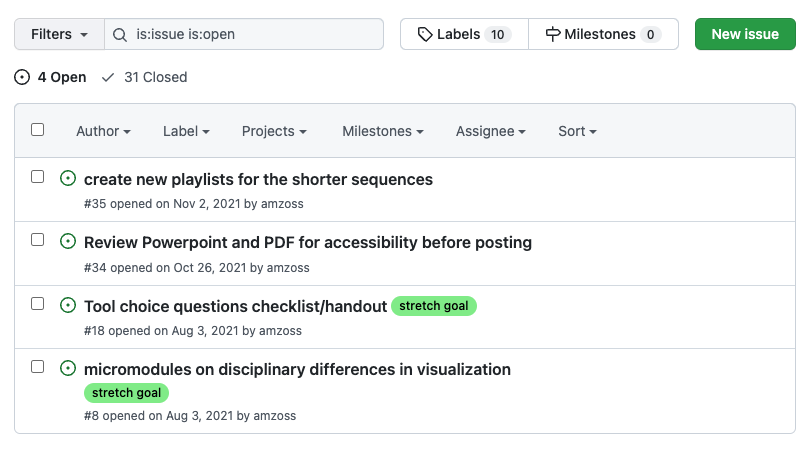 Filters is:issue is:open Labels 10 Milestones 0 New issue
4 Open 31 Closed
Author Label Projects Milestones Assignee Sort
create new playlists for the shorter sequences
#35 opened on Nov 2, 2021 by amzoss
Review Powerpoint and PDF for accessibility before posting
#34 opened on Oct 26, 2021 by amzoss
Tool choice questions checklist/handout stretch goal
#18 opened on Aug 3, 2021 by amzoss
micromodules on disciplinary differences in visualization
stretch goal
#8 opened on Aug 3, 2021 by amzoss